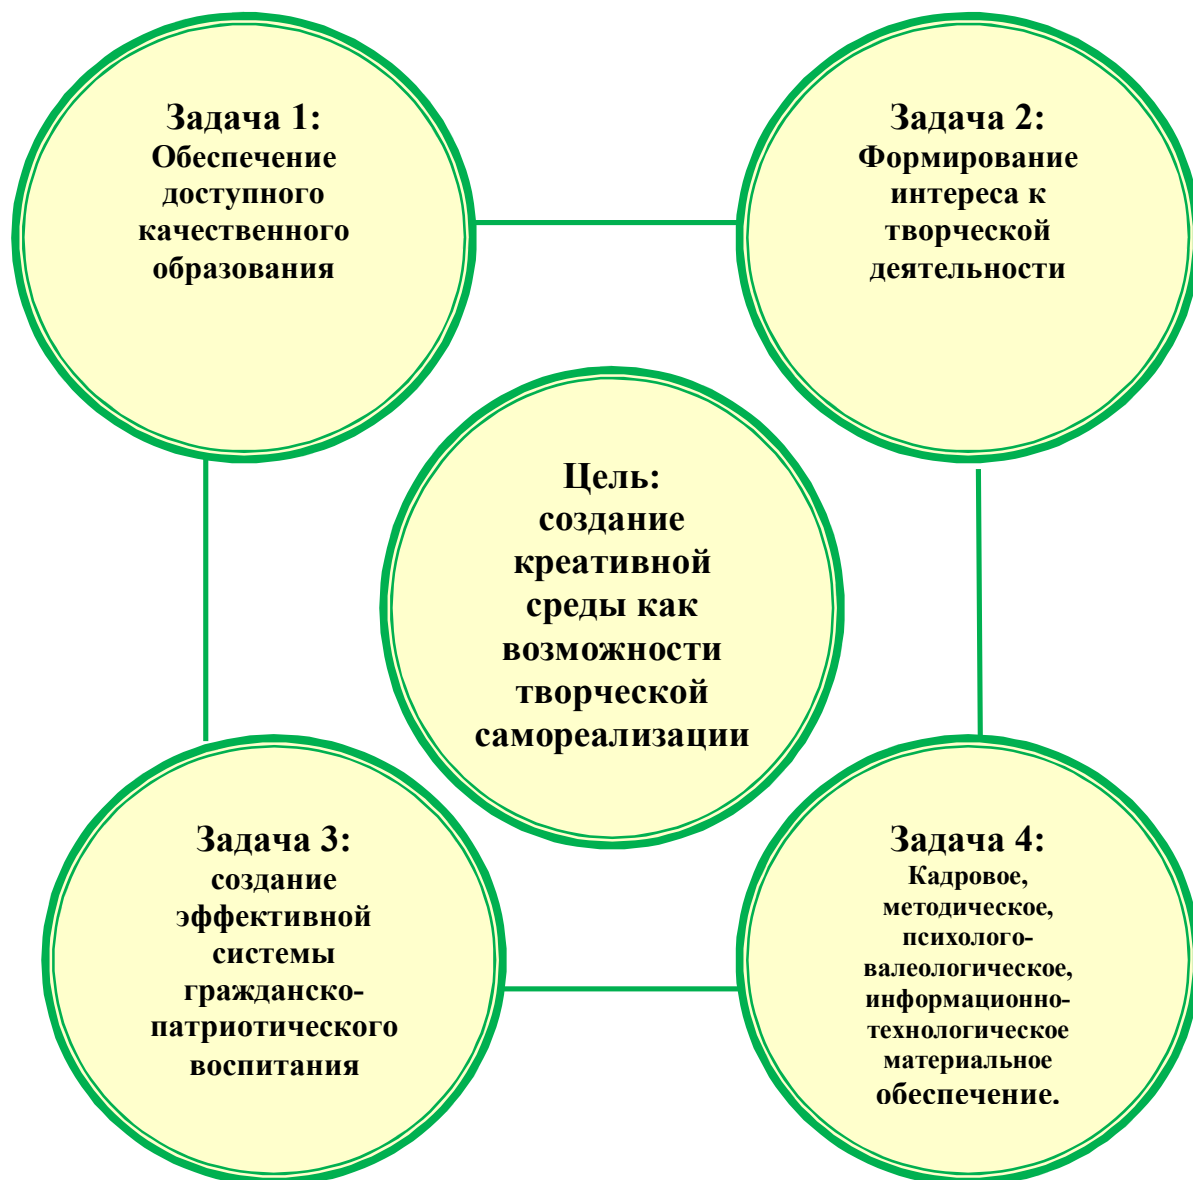 Задача 1:
Обеспечение
доступного
качественного
образования
Задача 2:
Формирование
интереса к
творческой
деятельности
Цель:
создание
креативной
среды как
возможности
творческой
самореализации
Задача 3:
создание
эффективной
системы
гражданско-
патриотического
воспитания
Задача 4:
Кадровое,
методическое,
психолого-
валеологическое,
информационно-
технологическое
материальное
обеспечение.